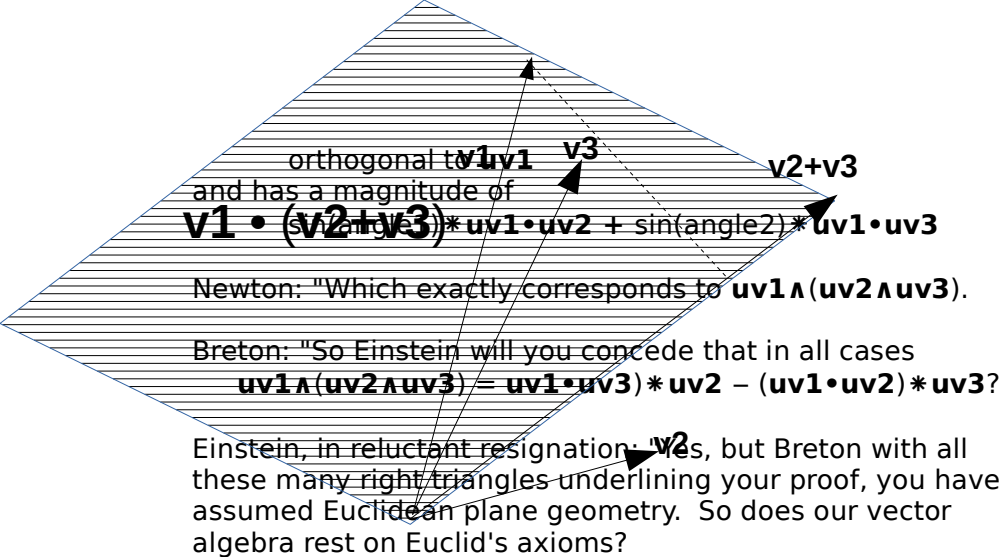 orthogonal to uv1
v1
v3
v2+v3
and has a magnitude of
v1 • (v2+v3)
sin(angle1)*uv1•uv2 + sin(angle2)*uv1•uv3
Newton: "Which exactly corresponds to uv1∧(uv2∧uv3).
Breton: "So Einstein will you concede that in all cases
uv1∧(uv2∧uv3) = uv1•uv3)*uv2 – (uv1•uv2)*uv3?
v2
Einstein, in reluctant resignation: "Yes, but Breton with all
these many right triangles underlining your proof, you have
assumed Euclidean plane geometry.  So does our vector
algebra rest on Euclid's axioms?